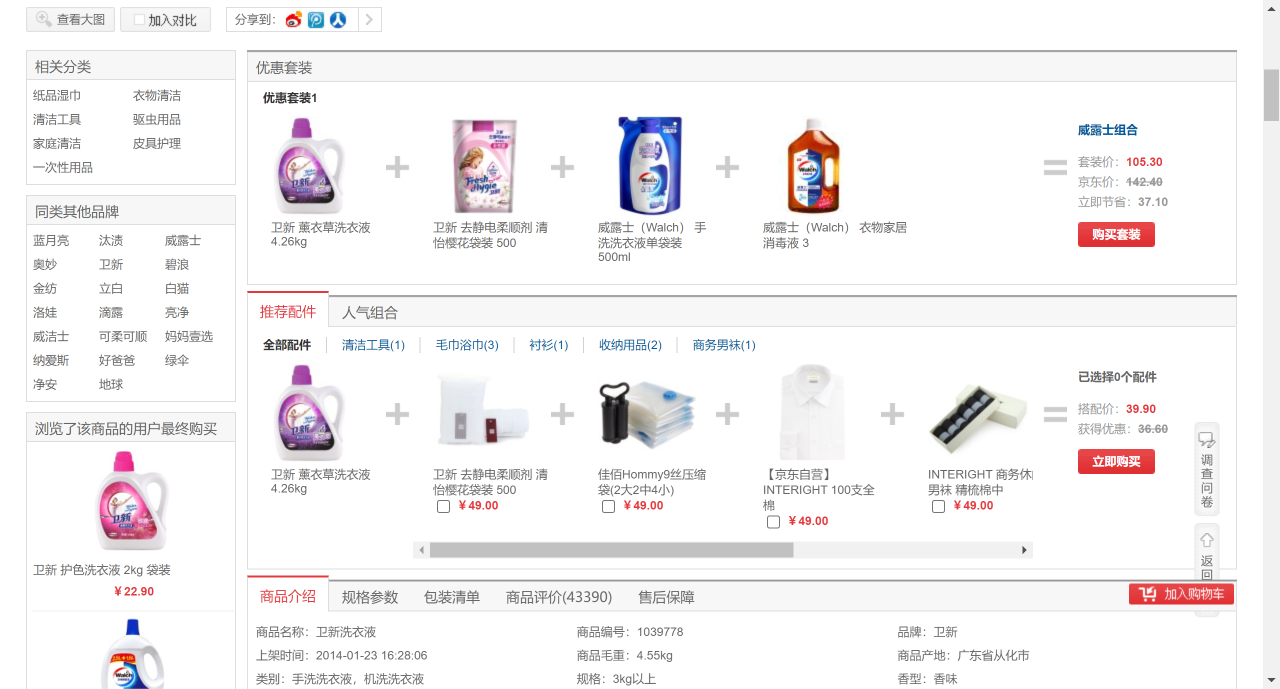 查看大图
加入对比
分享到：
相关分类
纸品湿巾 衣物清洁
清洁工具 驱虫用品
家庭清洁 皮具护理
一次性用品
同类其他品牌
蓝月亮 汰渍 威露士
奥妙 卫新 碧浪
金纺 立白 白猫
洛娃 滴露 亮净
威洁士 可柔可顺 妈妈壹选
纳爱斯 好爸爸 绿伞
净安 地球
浏览了该商品的用户最终购买
卫新 护色洗衣液 2kg 袋装
￥22.90
优惠套装
优惠套装1
卫新 薰衣草洗衣液
4.26kg
卫新 去静电柔顺剂 清
怡樱花袋装 500
威露士（Walch） 手
洗洗衣液单袋装
500ml
威露士（Walch） 衣物家居
消毒液 3
威露士组合
套装价：105.30
京东价：142.40
立即节省：37.10
购买套装
推荐配件 人气组合
全部配件 清洁工具(1) 毛巾浴巾(3) 衬衫(1) 收纳用品(2) 商务男袜(1)
卫新 薰衣草洗衣液
4.26kg
卫新 去静电柔顺剂 清
怡樱花袋装 500
￥49.00
佳佰Hommy9丝压缩
袋(2大2中4小)
￥49.00
【京东自营】
INTERIGHT 100支全
棉
￥49.00
INTERIGHT 商务休
男袜 精梳棉中
￥49.00
已选择0个配件
搭配价：39.90
获得优惠：36.60
立即购买
调查问卷
返回
商品介绍 规格参数 包装清单 商品评价(43390) 售后保障
加入购物车
商品名称：卫新洗衣液 商品编号：1039778 品牌：卫新
上架时间：2014-01-23 16:28:06 商品毛重：4.55kg 商品产地：广东省从化市
类别：手洗洗衣液，机洗洗衣液 规格：3kg以上 香型：香味